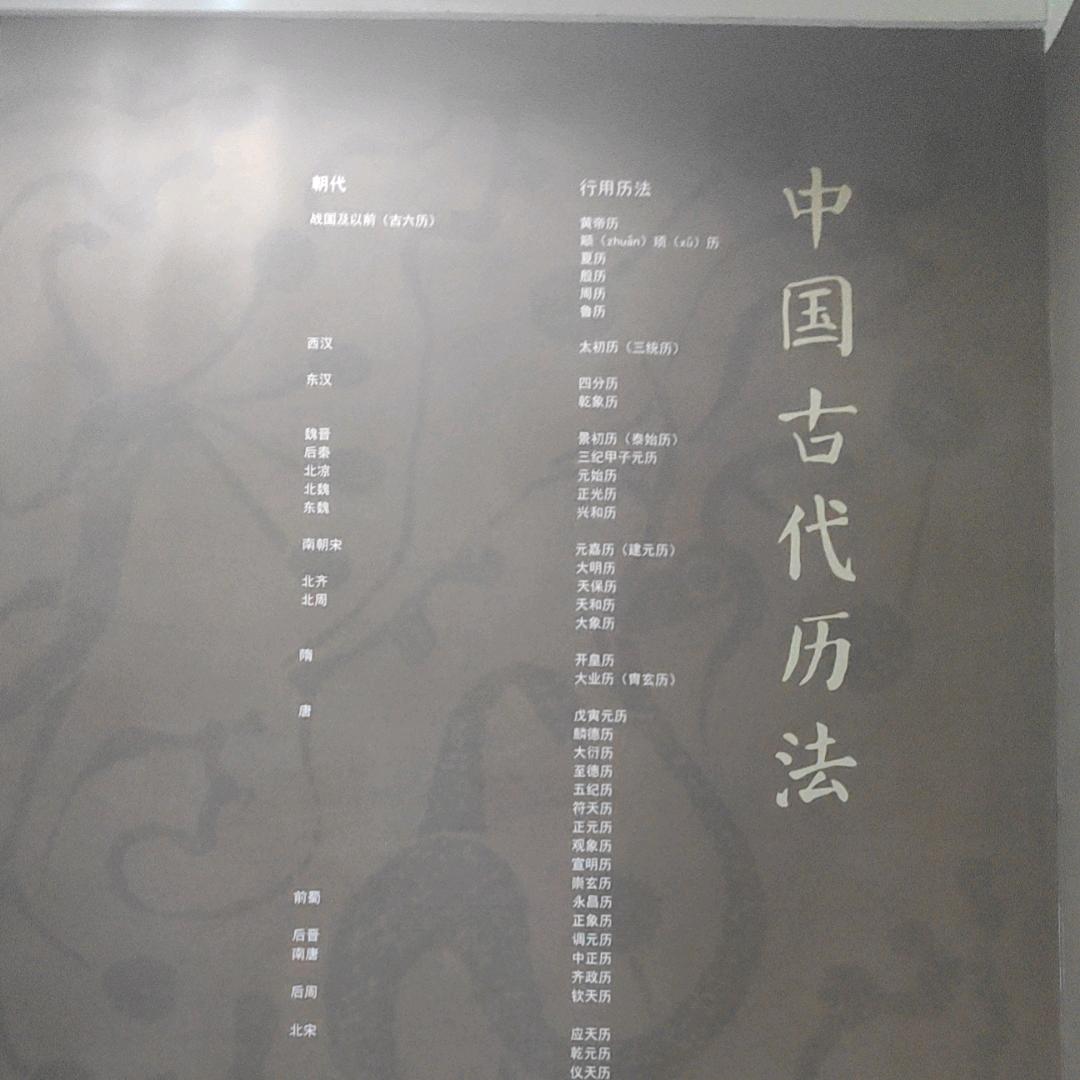 中国古代历法
朝代 行用历法
战国及以前（古六历） 黄帝历
颛（zhuān）顼（xū）历
夏历
殷历
周历
鲁历
西汉 太初历（三统历）
东汉 四分历
乾象历
魏晋 景初历（泰始历）
后秦 三纪甲子元历
北凉 元始历
北魏 正光历
东魏 兴和历
南朝宋 元嘉历（建元历）
大明历
北齐 天保历
北周 天和历
大象历
隋 开皇历
大业历（胄玄历）
唐 戊寅元历
麟德历
大衍历
至德历
五纪历
符天历
正元历
观象历
宣明历
崇玄历
前蜀 永昌历
正象历
后晋 调元历
南唐 中正历
齐政历
后周 钦天历
北宋 应天历
乾元历
仪天历